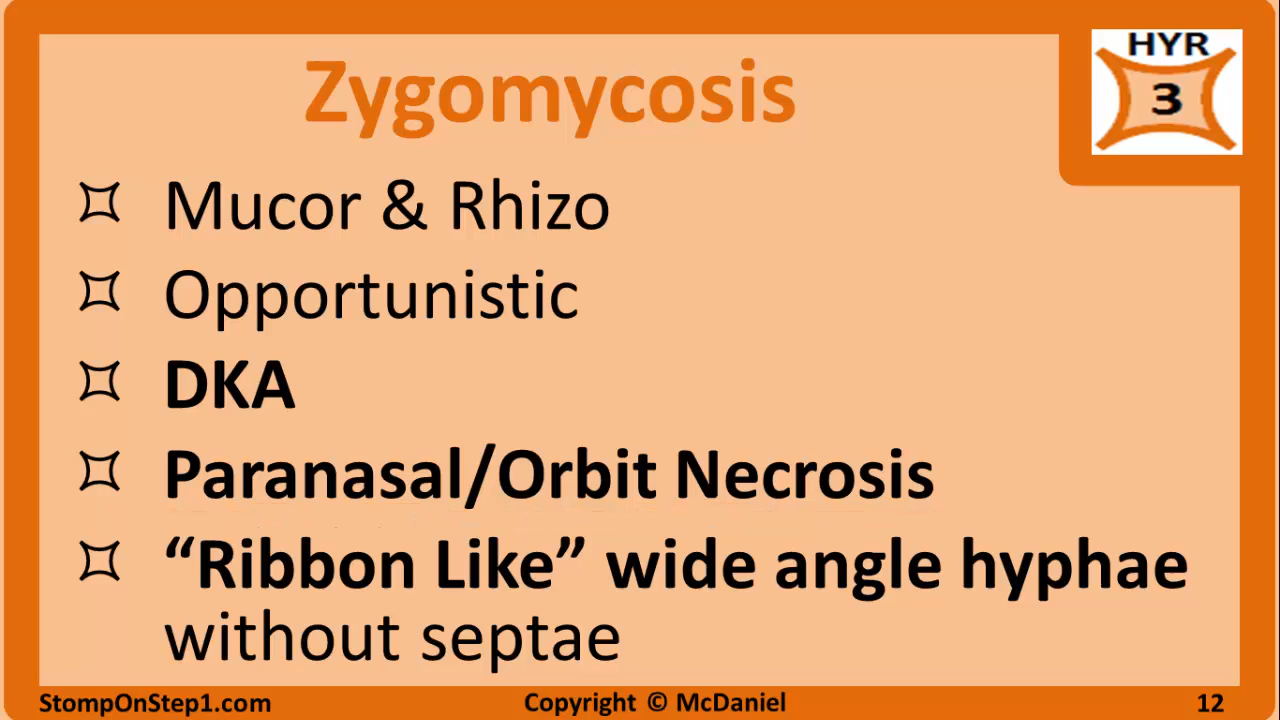 HYR
3
Zygomycosis
Mucor & Rhizo
Opportunistic
DKA
Paranasal/Orbit Necrosis
“Ribbon Like” wide angle hyphae
without septae
StompOnStep1.com Copyright © McDaniel 12